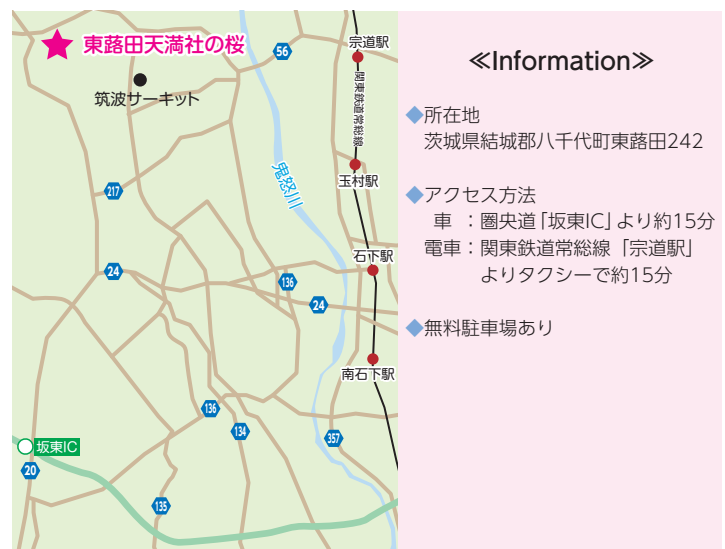 東蕗田天満社の桜
56
宗道駅
筑波サーキット
関東鉄道常総線
玉村駅
鬼怒川
217
石下駅
24
136
24
南石下駅
136
134
357
坂東IC
20
135
≪Information≫
◆所在地
茨城県結城郡八千代町東蕗田242
◆アクセス方法
車 ：圏央道「坂東IC」より約15分
電車：関東鉄道常総線「宗道駅」
よりタクシーで約15分
◆無料駐車場あり